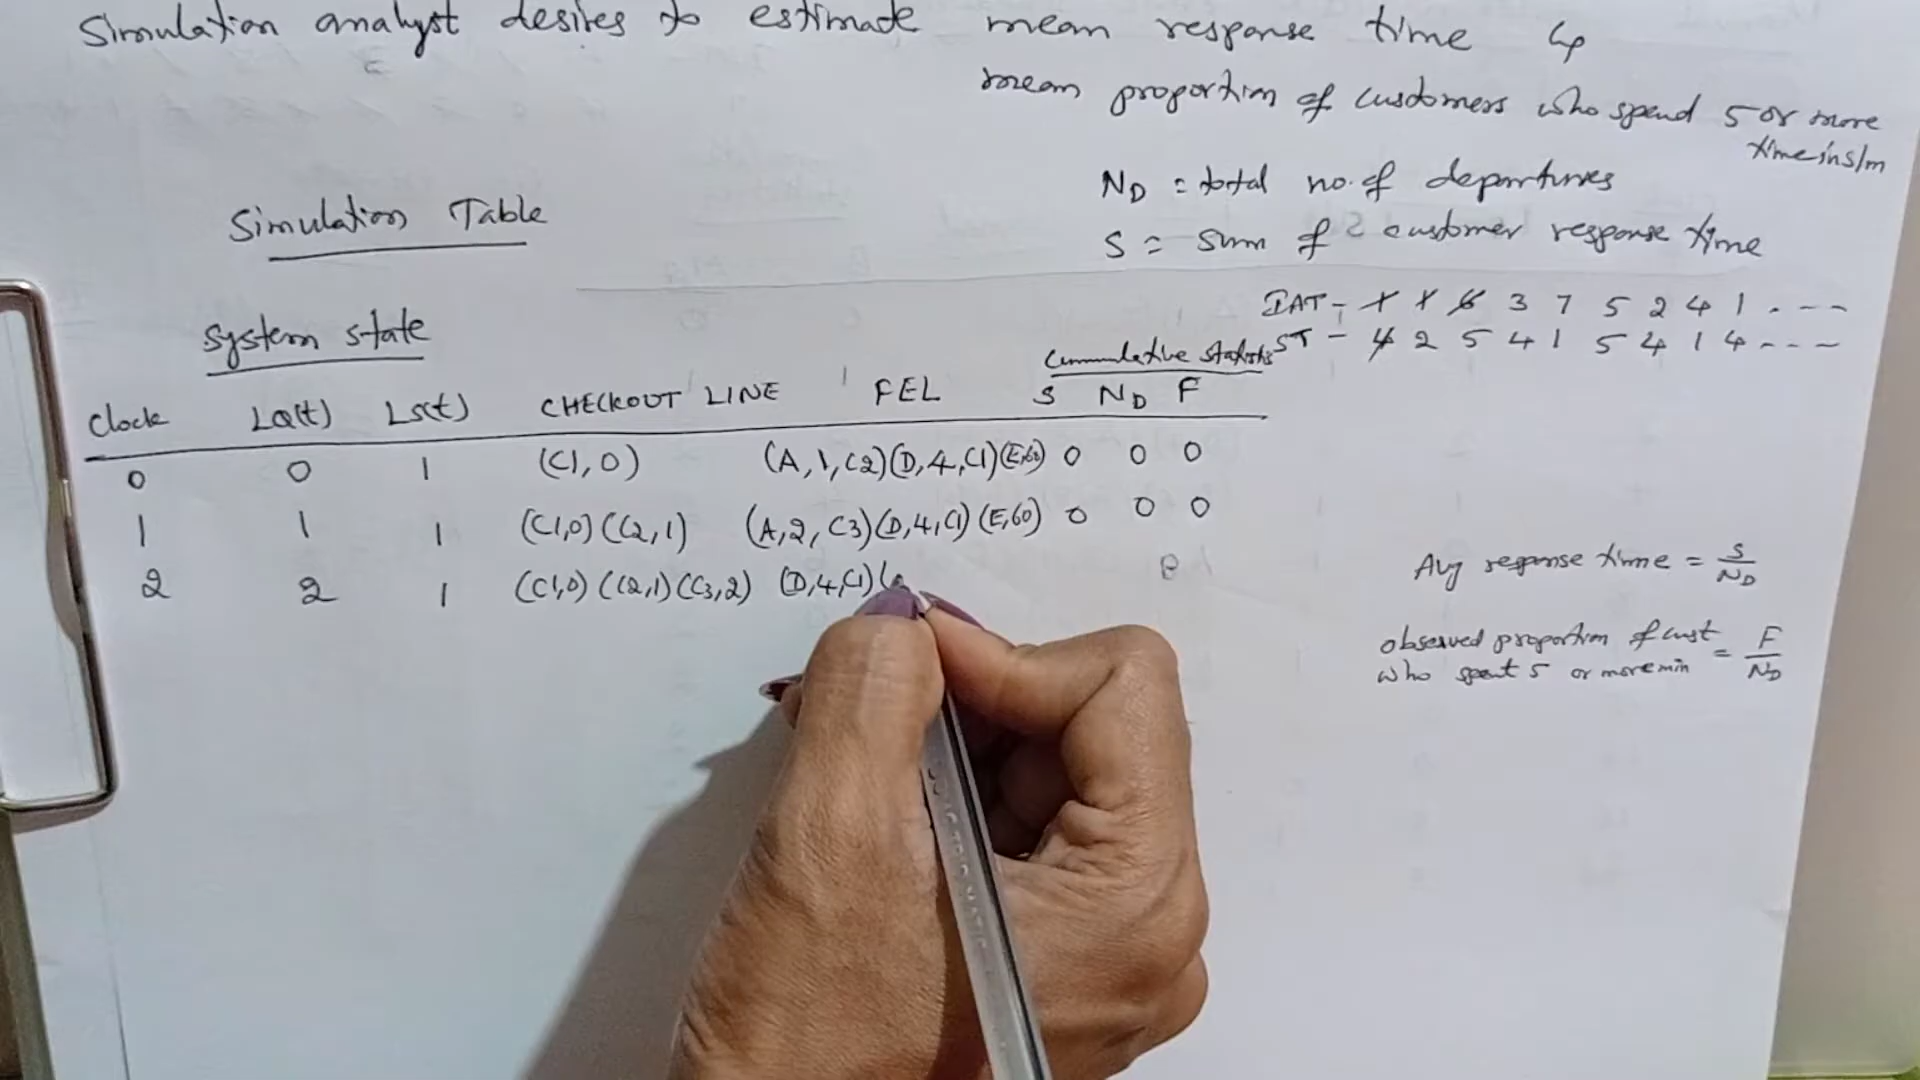 Simulation analyst desires to estimate mean response time &
mean proportion of customers who spend 5 or more
time in s/m
ND = total no. of departures
S = sum of customer response time
Simulation Table
IAT - 1 1 6 3 7 5 2 4 1 . - - -
ST - 4 2 5 4 1 5 4 1 4 - - - -
System state
Cummulative Statistics
Clock LQ(t) LS(t) CHECKOUT LINE FEL S ND F
0 0 1 (C1,0) (A,1,C2)(D,4,C1)(E,60) 0 0 0
1 1 1 (C1,0)(C2,1) (A,2,C3)(D,4,C1)(E,60) 0 0 0
2 2 1 (C1,0)(C2,1)(C3,2) (D,4,C1)(
Avg response time = S/ND
observed proportion of cust
who spent 5 or more min = F/ND